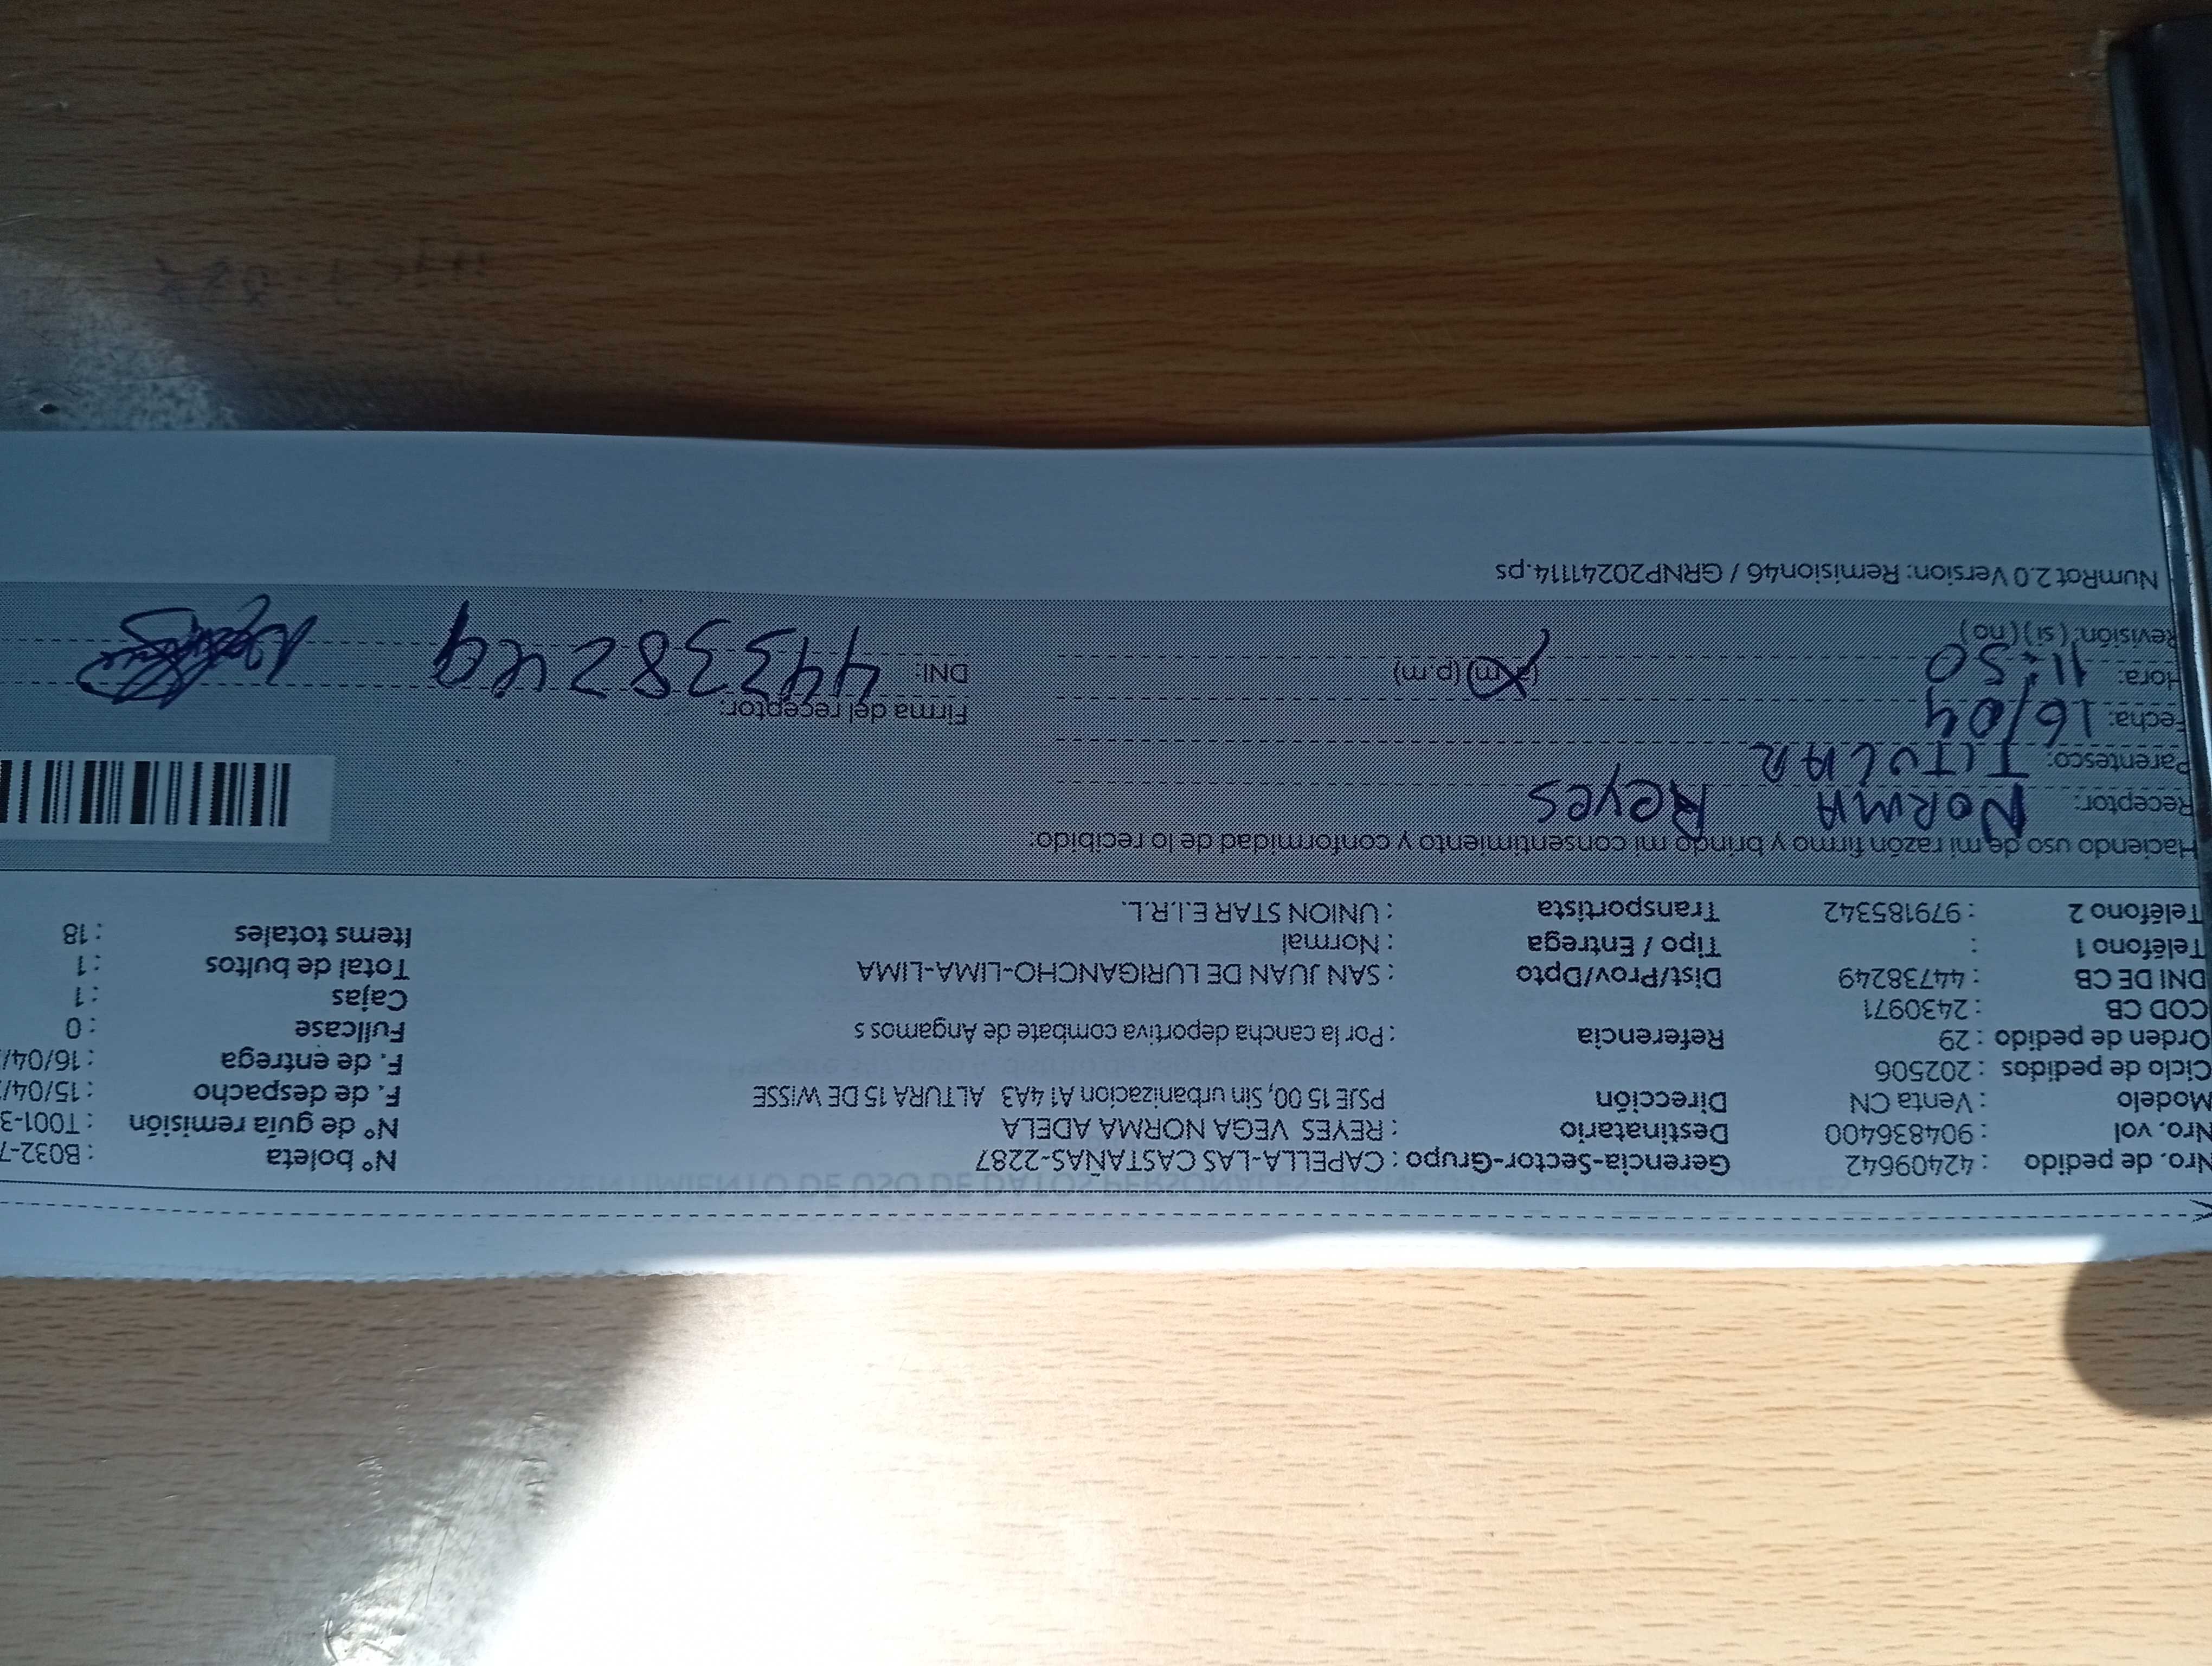 Nro. de pedido : 42409642 Gerencia-Sector-Grupo : CAPELLA-LAS CASTAÑAS-2287 N° boleta : B032-7
Nro. vol : 904836400 Destinatario : REYES VEGA NORMA ADELA N° de guía remisión : T001-3
Modelo : Venta CN Dirección PSJE 15 00, Sin urbanizacion A1 4A3 ALTURA 15 DE WISSE F. de despacho : 15/04/
Ciclo de pedidos : 202506 F. de entrega : 16/04/
Orden de pedido : 29 Referencia : Por la cancha deportiva combate de Angamos s Fullcase : 0
COD CB : 2430971 Cajas : 1
DNI DE CB : 44738249 Dist/Prov/Dpto : SAN JUAN DE LURIGANCHO-LIMA-LIMA Total de bultos : 1
Teléfono 1 : Tipo / Entrega : Normal Items totales : 18
Teléfono 2 : 979185342 Transportista : UNION STAR E.I.R.L.
Haciendo uso de mi razón firmo y brindo mi consentimiento y conformidad de lo recibido:
Receptor: NORMA Reyes
Parentesco: TITULAR
Fecha: 16/04 Firma del receptor:
Hora: 11:50 (a.m) (p.m) DNI:
Revisión: (si) (no)
NumRot 2.0 Version: Remision46 / GRNP20241114.ps